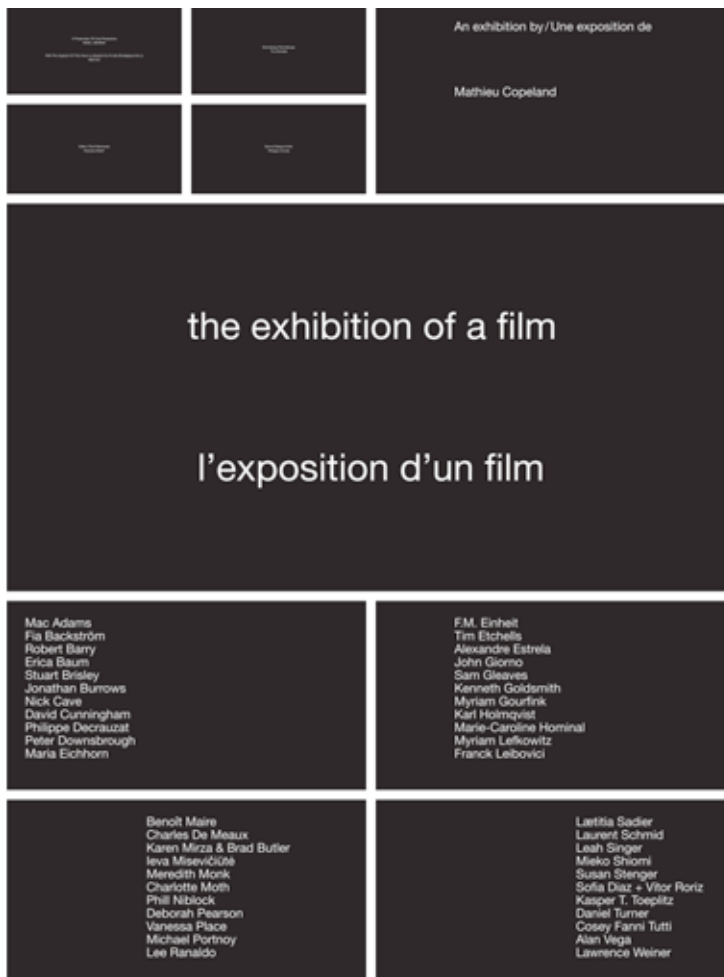 An exhibition by/Une exposition de
Mathieu Copeland
the exhibition of a film
l’exposition d’un film
Mac Adams
Fia Backström
Robert Barry
Erica Baum
Stuart Brisley
Jonathan Burrows
Nick Cave
David Cunningham
Philippe Decrauzat
Peter Downsbrough
Maria Eichhorn
F.M. Einheit
Tim Etchells
Alexandre Estrela
John Giorno
Sam Gleaves
Kenneth Goldsmith
Myriam Gourfink
Karl Holmqvist
Marie-Caroline Hominal
Myriam Lefkowitz
Franck Leibovici
Benoît Maire
Charles De Meaux
Karen Mirza & Brad Butler
Ieva Misevičiūtė
Meredith Monk
Charlotte Moth
Phill Niblock
Deborah Pearson
Vanessa Place
Michael Portnoy
Lee Ranaldo
Lætitia Sadier
Laurent Schmid
Leah Singer
Mieko Shiomi
Susan Stenger
Sofia Diaz + Vitor Roriz
Kasper T. Toeplitz
Daniel Turner
Cosey Fanni Tutti
Alan Vega
Lawrence Weiner